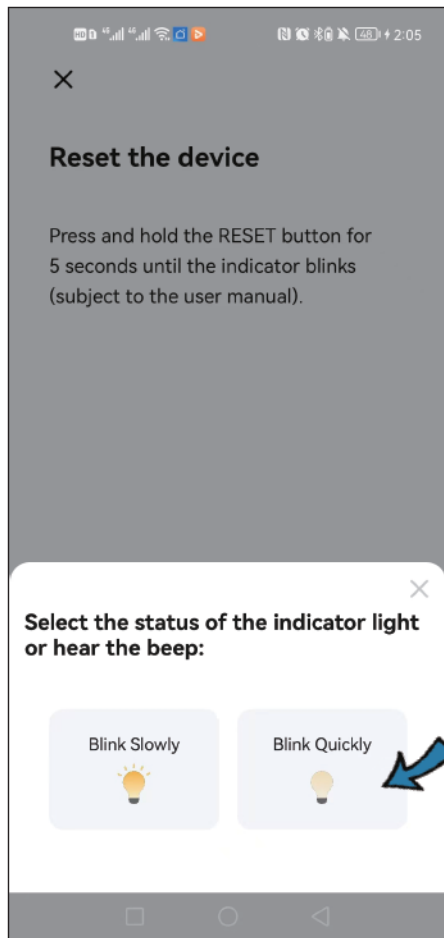 2:05
Reset the device
Press and hold the RESET button for
5 seconds until the indicator blinks
(subject to the user manual).
Select the status of the indicator light
or hear the beep:
Blink Slowly
Blink Quickly